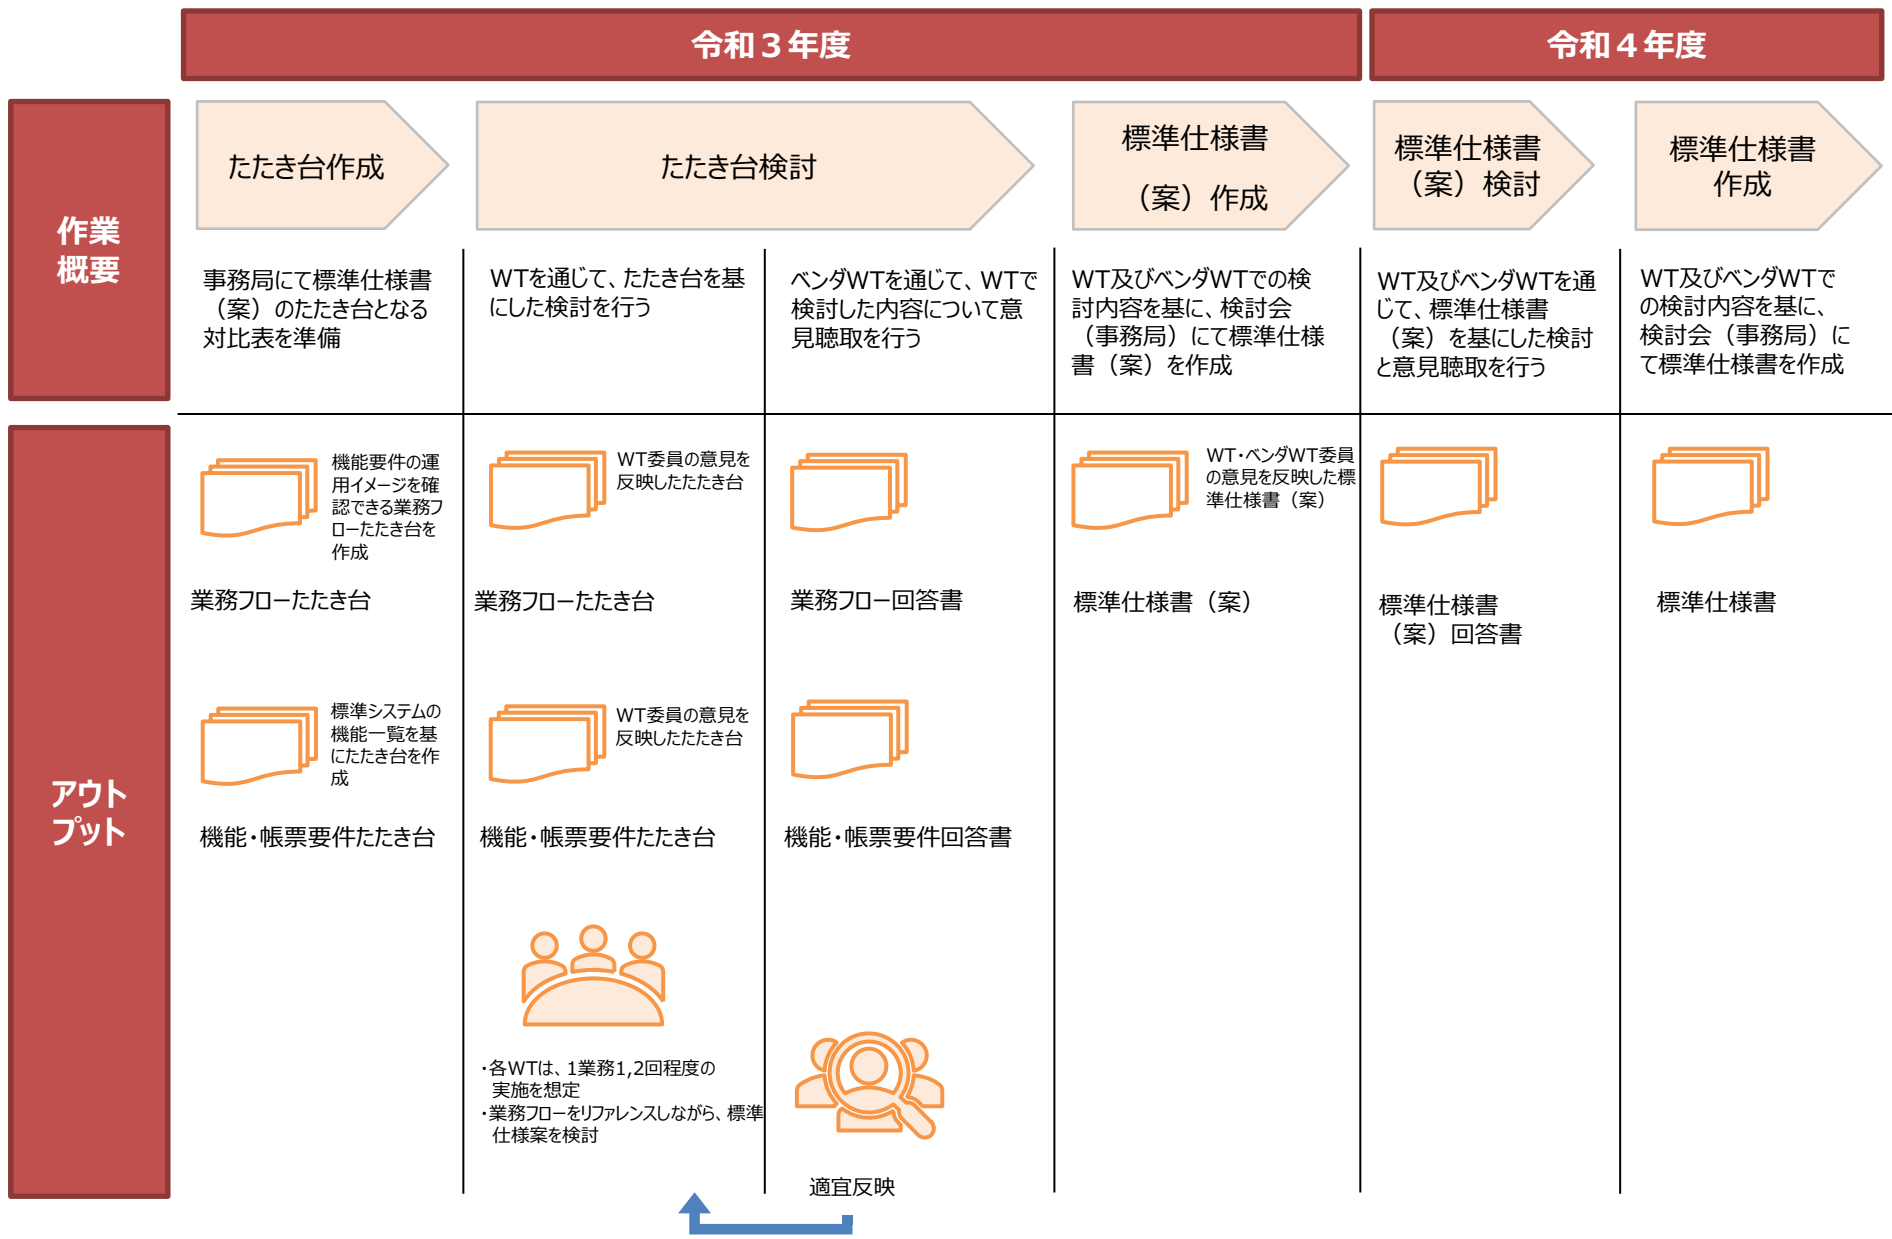 令和３年度
令和４年度
作業
概要
たたき台作成
たたき台検討
標準仕様書
（案）作成
標準仕様書
（案）検討
標準仕様書
作成
事務局にて標準仕様書
（案）のたたき台となる
対比表を準備
WTを通じて、たたき台を基
にした検討を行う
ベンダWTを通じて、WTで
検討した内容について意
見聴取を行う
WT及びベンダWTでの検
討内容を基に、検討会
（事務局）にて標準仕様
書（案）を作成
WT及びベンダWTを通
じて、標準仕様書
（案）を基にした検討
と意見聴取を行う
WT及びベンダWTで
の検討内容を基に、
検討会（事務局）に
て標準仕様書を作成
アウト
プット
機能要件の運
用イメージを確
認できる業務フ
ローたたき台を
作成
業務フローたたき台
WT委員の意見を
反映したたたき台
業務フローたたき台
業務フロー回答書
WT・ベンダWT委員
の意見を反映した標
準仕様書（案）
標準仕様書（案）
標準仕様書
（案）回答書
標準仕様書
標準システムの
機能一覧を基
にたたき台を作
成
機能・帳票要件たたき台
WT委員の意見を
反映したたたき台
機能・帳票要件たたき台
機能・帳票要件回答書
・各WTは、1業務1,2回程度の
実施を想定
・業務フローをリファレンスしながら、標準
仕様案を検討
適宜反映